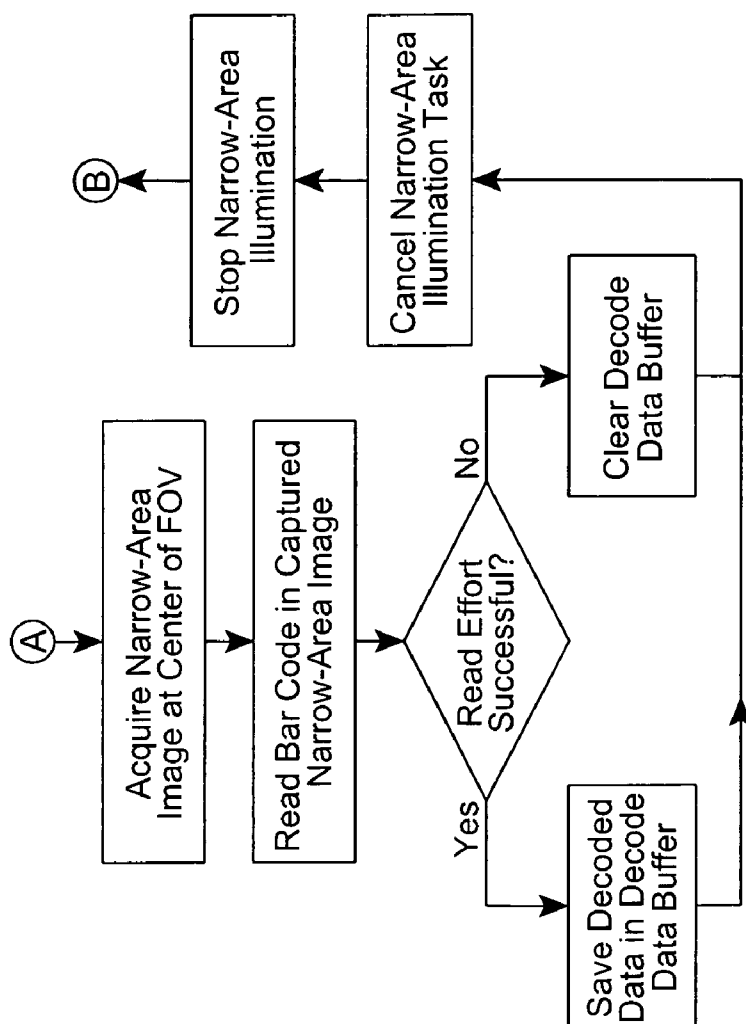 A
Acquire Narrow-Area
Image at Center of FOV
Read Bar Code in Captured
Narrow-Area Image
Read Effort
Successful?
Yes
No
Save Decoded
Data in Decode
Data Buffer
Clear Decode
Data Buffer
Cancel Narrow-Area
Illumination Task
Stop Narrow-Area
Illumination
B